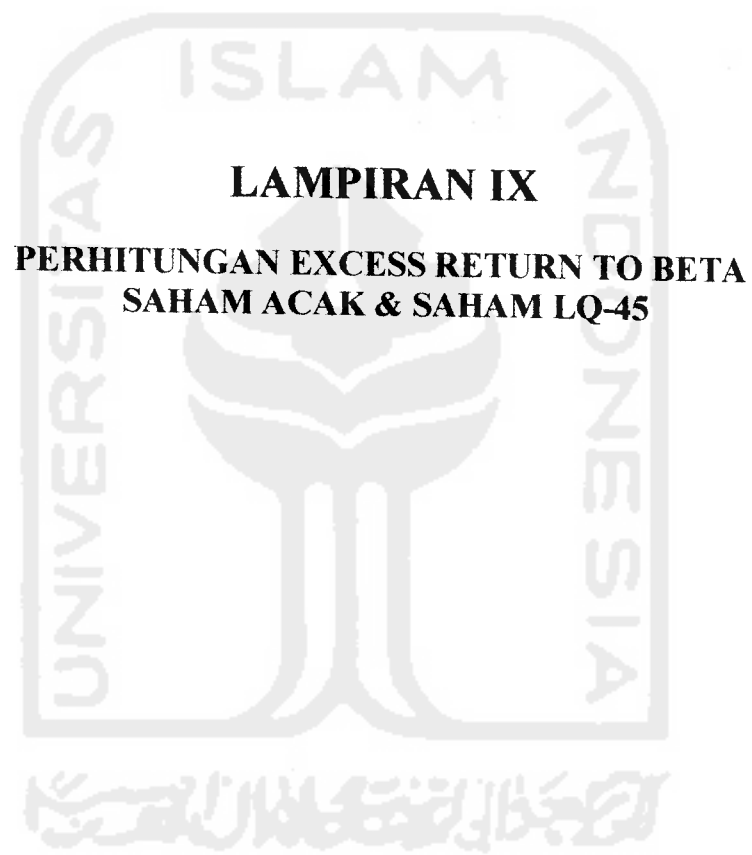 ISLAM
UNIVERSITAS
INDONESIA
LAMPIRAN IX
PERHITUNGAN EXCESS RETURN TO BETA
SAHAM ACAK & SAHAM LQ-45